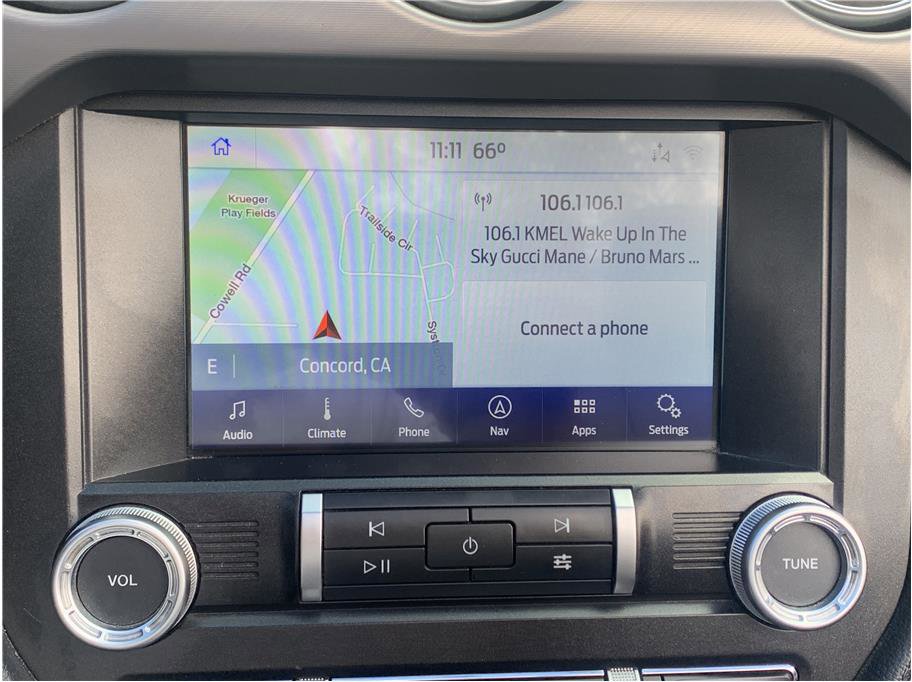 11:11 66º
Krueger
Play Fields
Trailside Cir
Cowell Rd
E
Concord, CA
106.1 106.1
106.1 KMEL Wake Up In The
Sky Gucci Mane / Bruno Mars ...
Connect a phone
Audio
Climate
Phone
Nav
Apps
Settings
VOL
TUNE